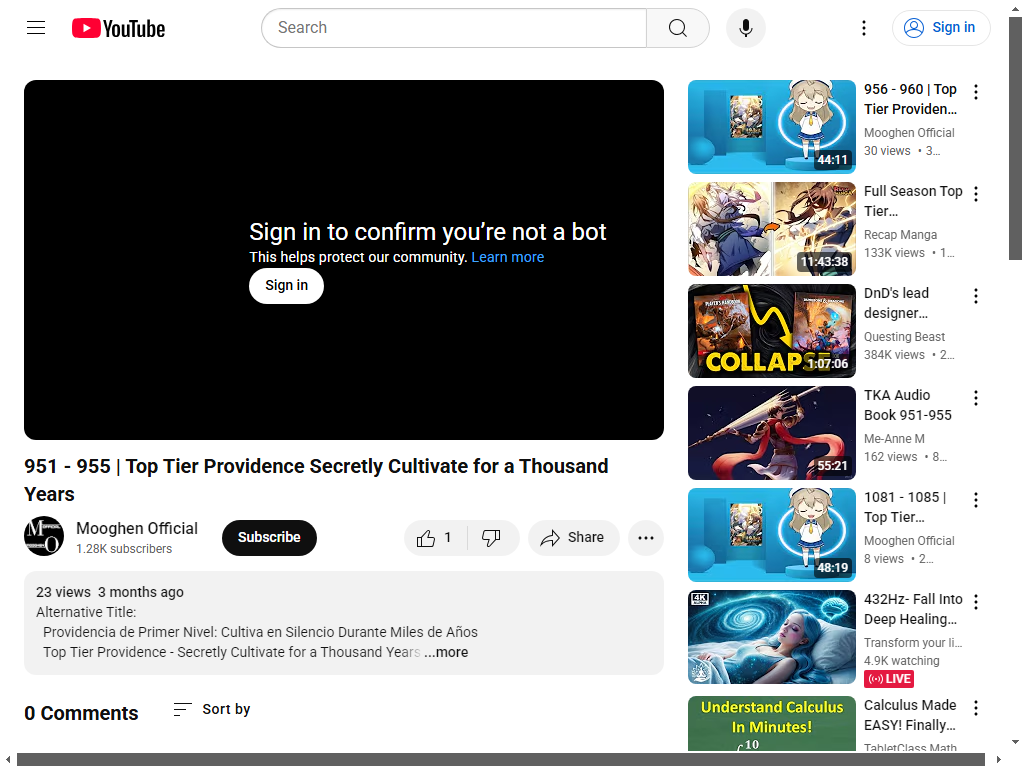 YouTube
Search
Sign in
Sign in to confirm you’re not a bot
This helps protect our community. Learn more
Sign in
951 - 955 | Top Tier Providence Secretly Cultivate for a Thousand
Years
Mooghen Official
1.28K subscribers
Subscribe
1
Share
23 views 3 months ago
Alternative Title:
Providencia de Primer Nivel: Cultiva en Silencio Durante Miles de Años
Top Tier Providence - Secretly Cultivate for a Thousand Years ...more
0 Comments
Sort by
44:11
956 - 960 | Top
Tier Providen...
Mooghen Official
30 views • 3...
11:43:38
Full Season Top
Tier...
Recap Manga
133K views • 1...
COLLAPSE
1:07:06
DnD's lead
designer...
Questing Beast
384K views • 2...
55:21
TKA Audio
Book 951-955
Me-Anne M
162 views • 8...
48:19
1081 - 1085 |
Top Tier...
Mooghen Official
8 views • 2...
4K
432Hz- Fall Into
Deep Healing...
Transform your li...
4.9K watching
LIVE
Understand Calculus
In Minutes!
10
Calculus Made
EASY! Finally...
TabletClass Math